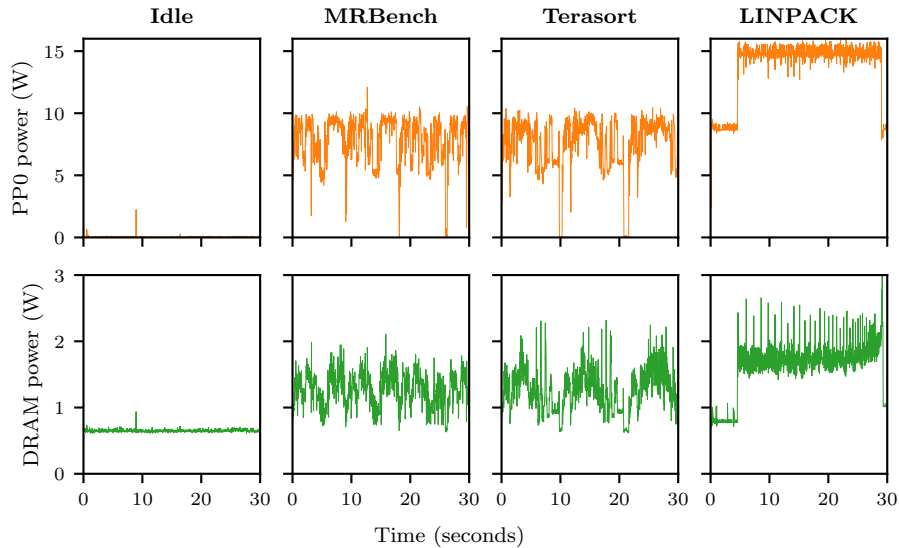 Idle MRBench Terasort LINPACK
PP0 power (W)
15
10
5
0
DRAM power (W)
3
2
1
0
0 10 20 30 0 10 20 30 0 10 20 30 0 10 20 30
Time (seconds)